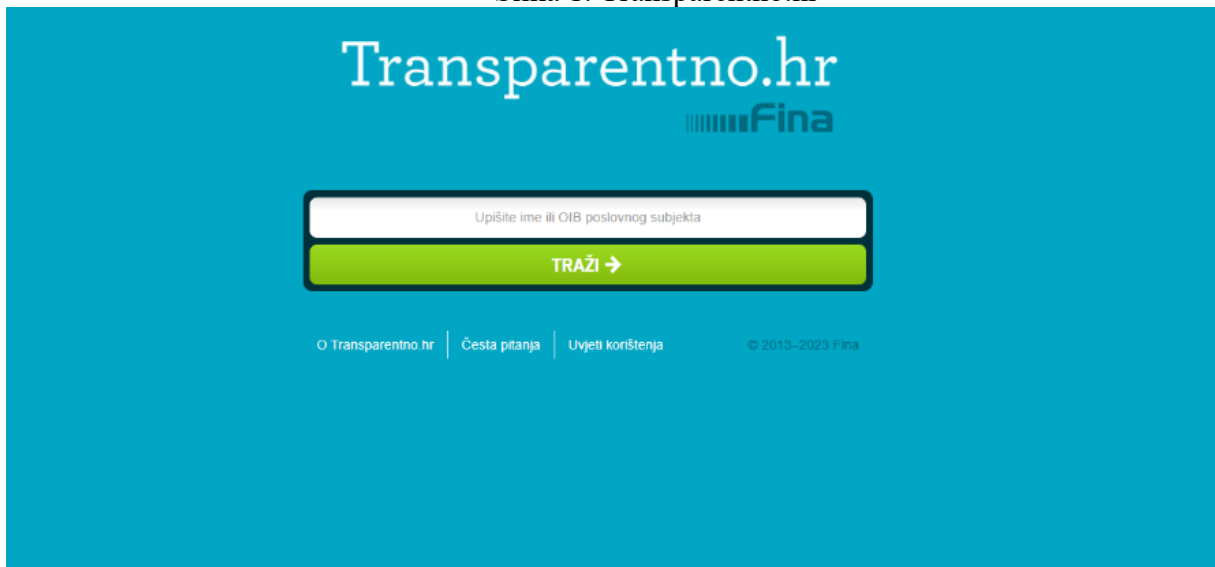 Transparentno.hr
Fina
Upišite ime ili OIB poslovnog subjekta
TRAŽI →
O Transparentno.hr Česta pitanja Uvjeti korištenja © 2013–2023 Fina